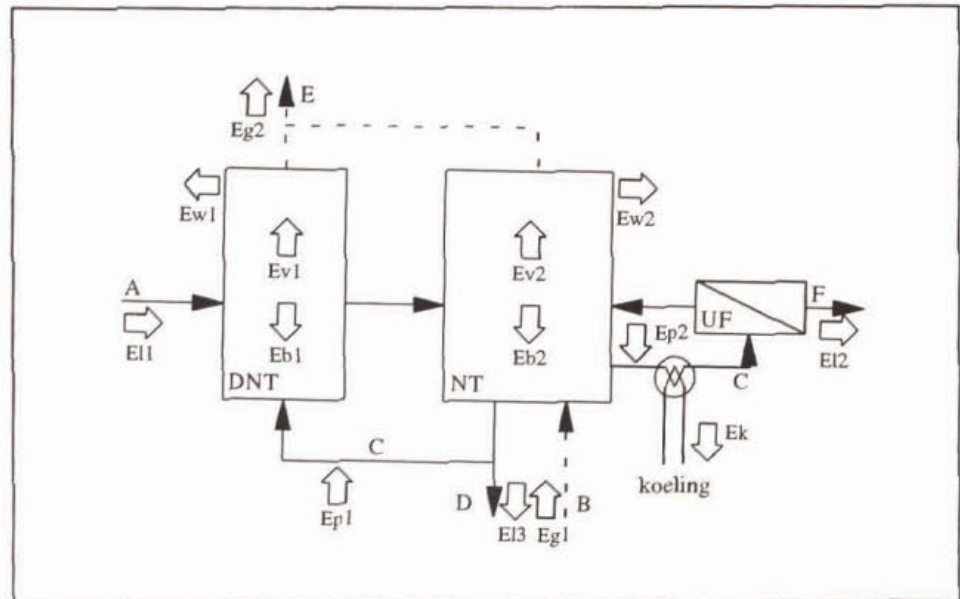 E
Eg2
Ew1
Ew2
Ev1
Ev2
A
F
UF
Ep2
El1
El2
Eb1
Eb2
DNT
NT
C
Ek
C
koeling
Ep1
D
B
El3
Eg1